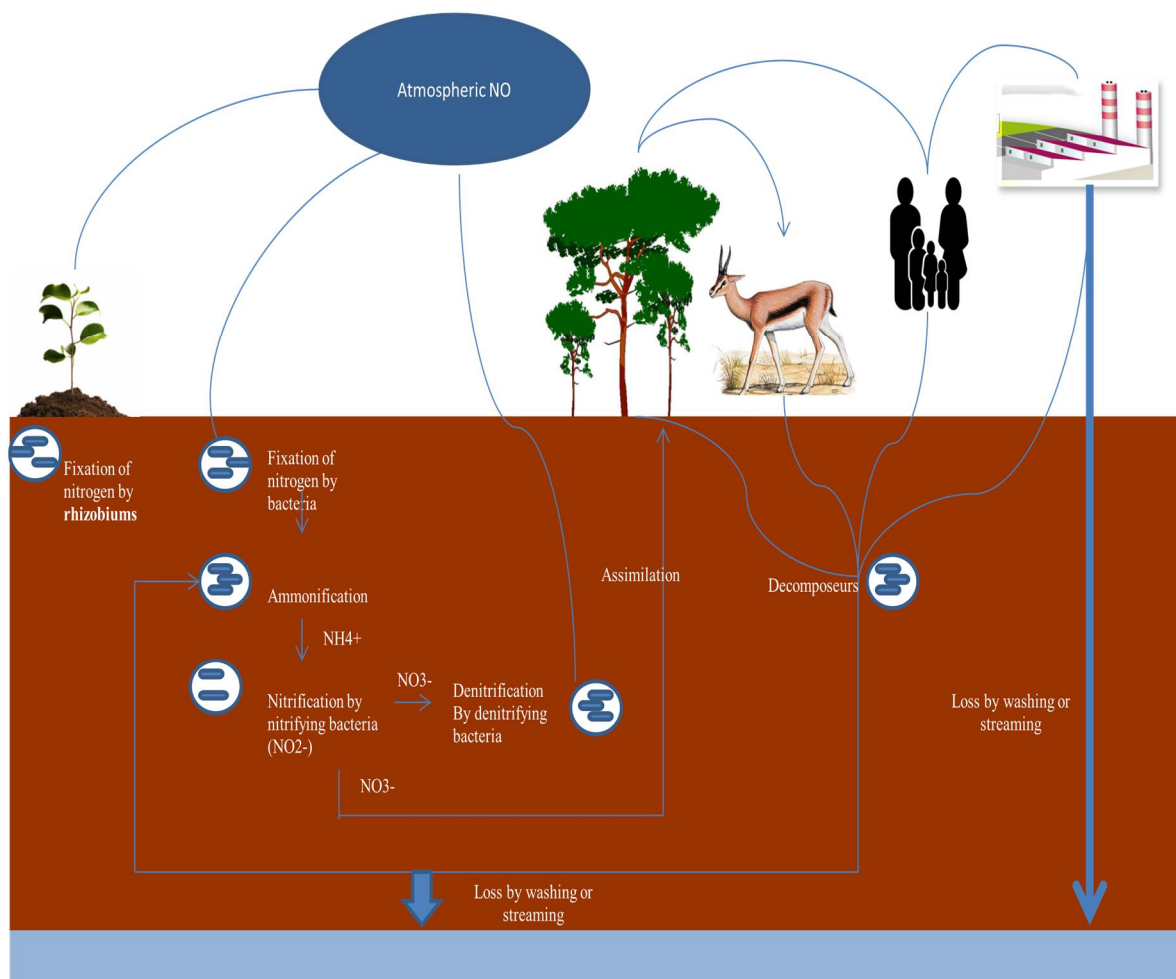 Atmospheric NO
Fixation of
nitrogen by
rhizobiums
Fixation of
nitrogen by
bacteria
Ammonification
NH4+
Nitrification by
nitrifying bacteria
(NO2-)
NO3-
Denitrification
By denitrifying
bacteria
NO3-
Assimilation
Decomposeurs
Loss by washing or
streaming
Loss by washing or
streaming